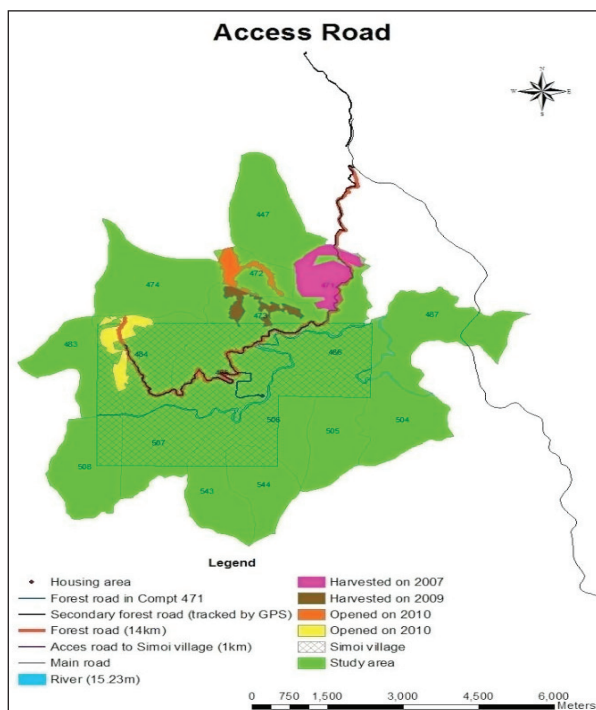 Access Road
N
W E
S
447
472
471
474
473
487
483
484
486
506
507
505
504
508
543
544
Legend
Housing area
Forest road in Compt 471
Secondary forest road (tracked by GPS)
Forest road (14km)
Acces road to Simoi village (1km)
Main road
River (15.23m)
Harvested on 2007
Harvested on 2009
Opened on 2010
Opened on 2010
Simoi village
Study area
0 750 1,500 3,000 4,500 6,000
Meters